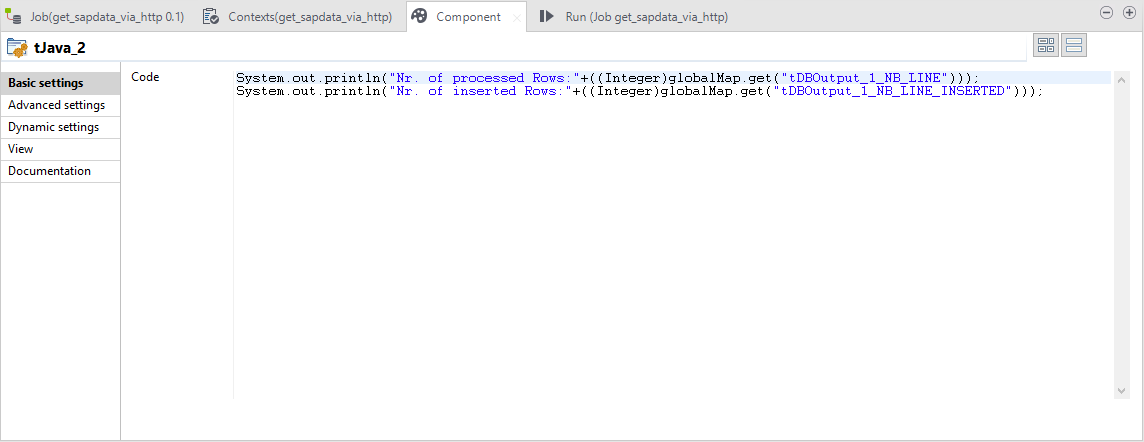 Job(get_sapdata_via_http 0.1) Contexts(get_sapdata_via_http) Component Run (Job get_sapdata_via_http)
tJava_2
Basic settings
Advanced settings
Dynamic settings
View
Documentation
Code
System.out.println("Nr. of processed Rows:"+((Integer)globalMap.get("tDBOutput_1_NB_LINE")));
System.out.println("Nr. of inserted Rows:"+((Integer)globalMap.get("tDBOutput_1_NB_LINE_INSERTED")));